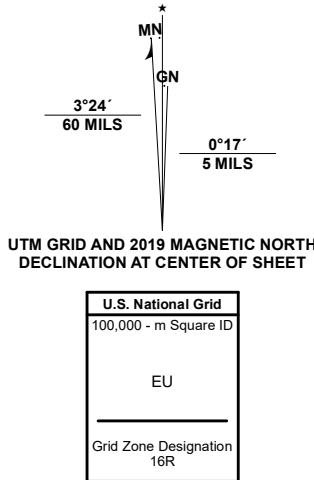 ★
MN
GN
3°24´
60 MILS
0°17´
5 MILS
UTM GRID AND 2019 MAGNETIC NORTH
DECLINATION AT CENTER OF SHEET
U.S. National Grid
100,000 - m Square ID
EU
Grid Zone Designation
16R